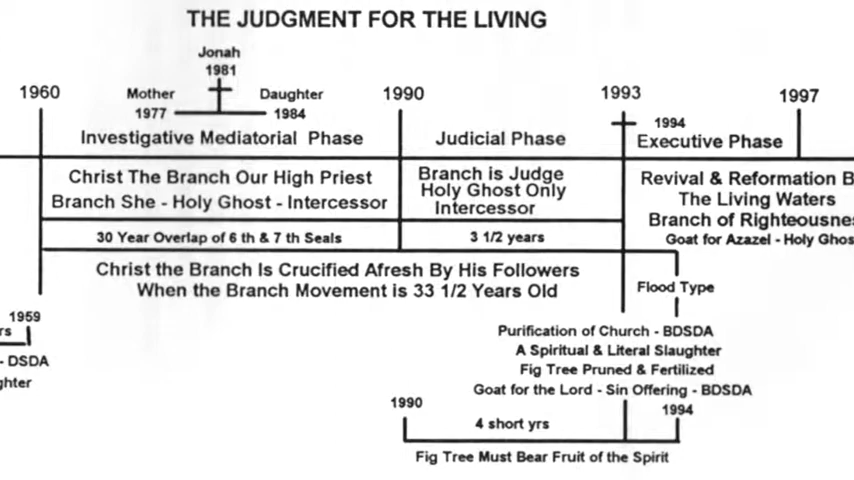 THE JUDGMENT FOR THE LIVING
Jonah
1981
1960
Mother
1977
Daughter
1984
1990
1993
1994
1997
Investigative Mediatorial Phase
Judicial Phase
Executive Phase
Christ The Branch Our High Priest
Branch She - Holy Ghost - Intercessor
Branch is Judge
Holy Ghost Only
Intercessor
Revival & Reformation B
The Living Waters
Branch of Righteousne
Goat for Azazel - Holy Ghos
30 Year Overlap of 6 th & 7 th Seals
3 1/2 years
Christ the Branch Is Crucified Afresh By His Followers
When the Branch Movement is 33 1/2 Years Old
Flood Type
1959
rs
- DSDA
ghter
Purification of Church - BDSDA
A Spiritual & Literal Slaughter
Fig Tree Pruned & Fertilized
Goat for the Lord - Sin Offering - BDSDA
1990
1994
4 short yrs
Fig Tree Must Bear Fruit of the Spirit